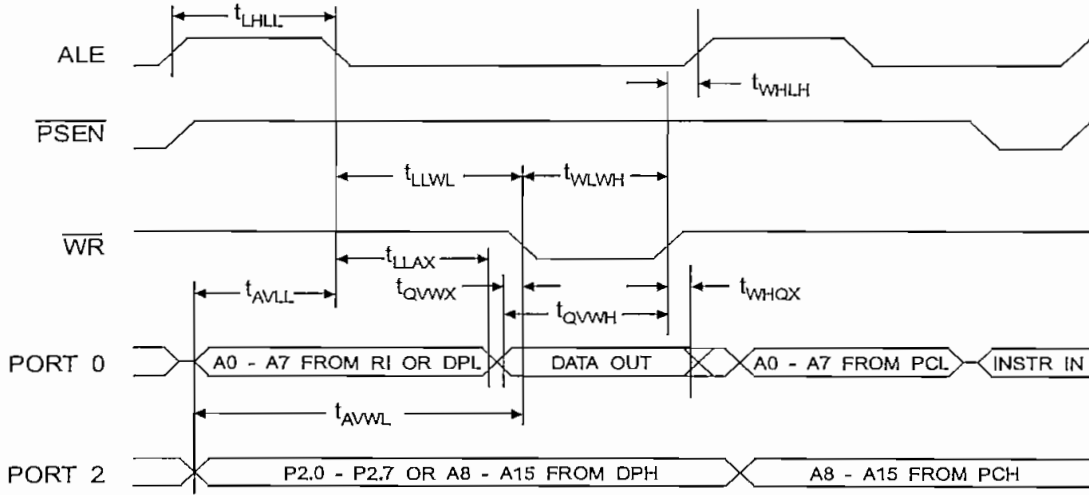 tLHLL
ALE
tWHLH
PSEN
tLLWL
tWLWH
WR
tLLAX
tAVLL
tQVWX
tWHQX
tQVWH
PORT 0
A0 - A7 FROM RI OR DPL
DATA OUT
A0 - A7 FROM PCL
INSTR IN
tAVWL
PORT 2
P2.0 - P2.7 OR A8 - A15 FROM DPH
A8 - A15 FROM PCH